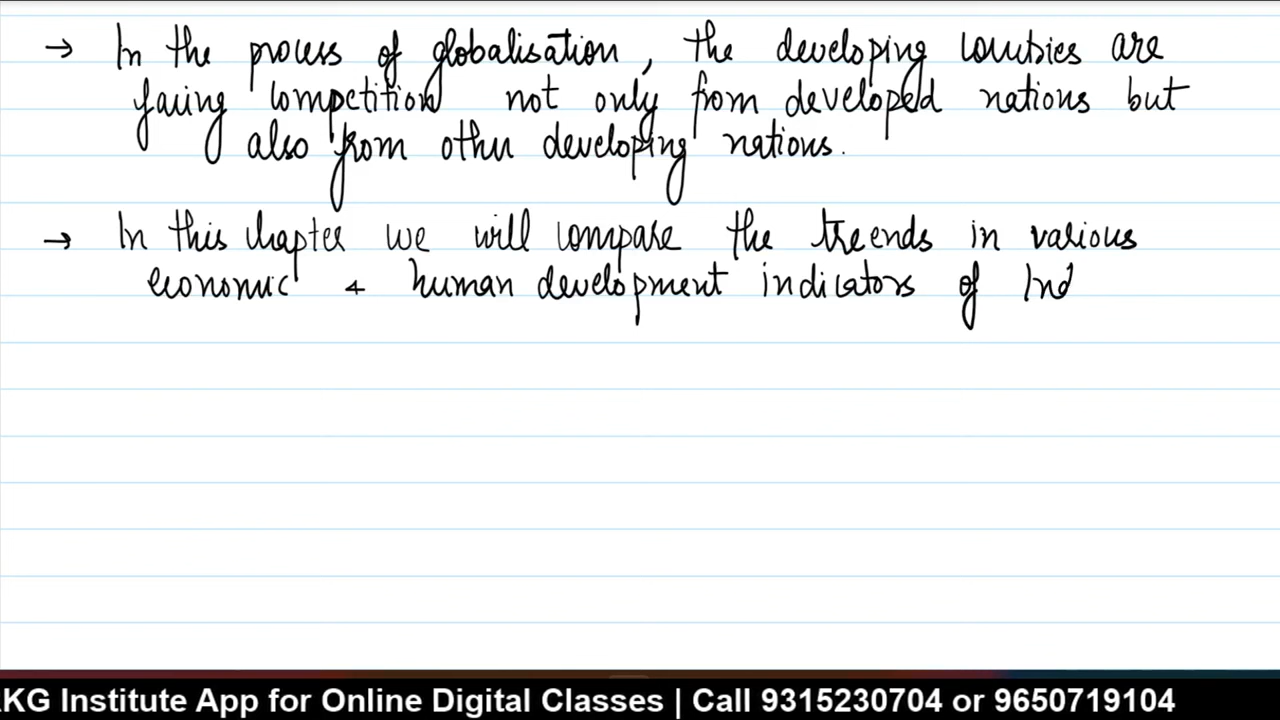 → In the process of globalisation, the developing countries are
facing competition not only from developed nations but
also from other developing nations.
→ In this chapter we will compare the trends in various
economic & human development indicators of Ind
KG Institute App for Online Digital Classes | Call 9315230704 or 9650719104